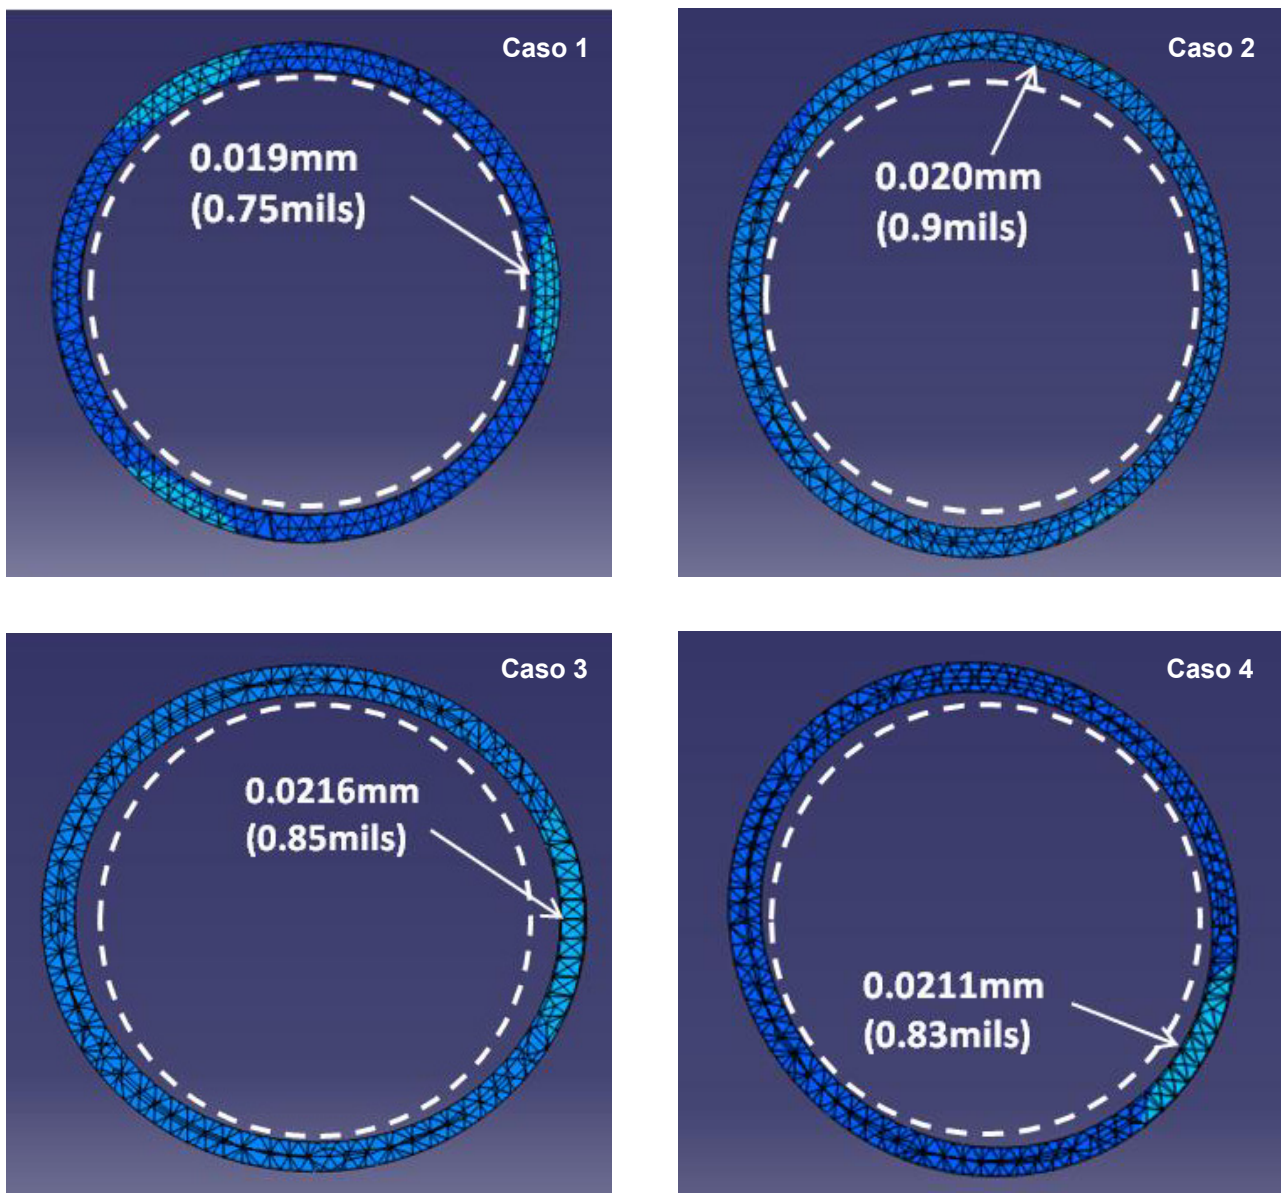 Caso 1
0.019mm
(0.75mils)
Caso 2
0.020mm
(0.9mils)
Caso 3
0.0216mm
(0.85mils)
Caso 4
0.0211mm
(0.83mils)